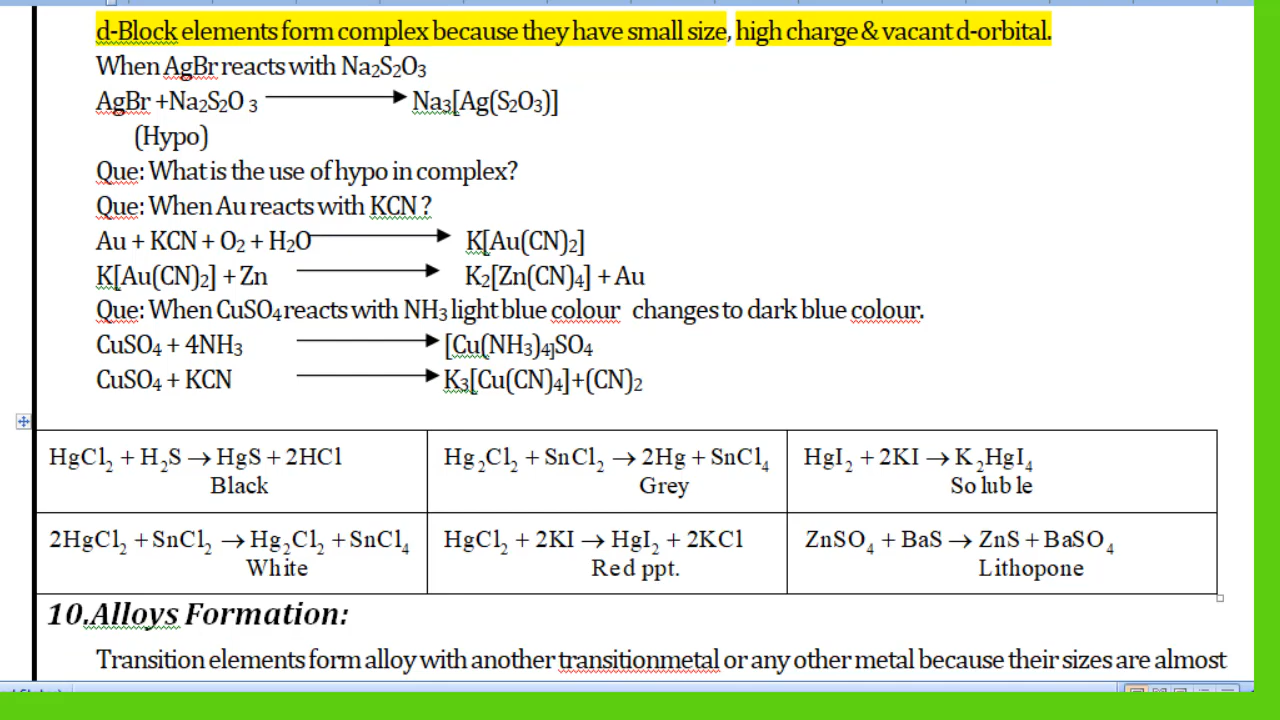 d-Block elements form complex because they have small size, high charge & vacant d-orbital.
When AgBr reacts with Na2S2O3
AgBr +Na2S2O 3 ⟶ Na3[Ag(S2O3)]
(Hypo)
Que: What is the use of hypo in complex?
Que: When Au reacts with KCN ?
Au + KCN + O2 + H2O ⟶ K[Au(CN)2]
K[Au(CN)2] + Zn ⟶ K2[Zn(CN)4] + Au
Que: When CuSO4 reacts with NH3 light blue colour changes to dark blue colour.
CuSO4 + 4NH3 ⟶ [Cu(NH3)4]SO4
CuSO4 + KCN ⟶ K3[Cu(CN)4]+(CN)2
HgCl2 + H2S → HgS + 2HCl
Black
Hg2Cl2 + SnCl2 → 2Hg + SnCl4
Grey
HgI2 + 2KI → K2HgI4
Soluble
2HgCl2 + SnCl2 → Hg2Cl2 + SnCl4
White
HgCl2 + 2KI → HgI2 + 2KCl
Red ppt.
ZnSO4 + BaS → ZnS + BaSO4
Lithopone
10.Alloys Formation:
Transition elements form alloy with another transitionmetal or any other metal because their sizes are almost